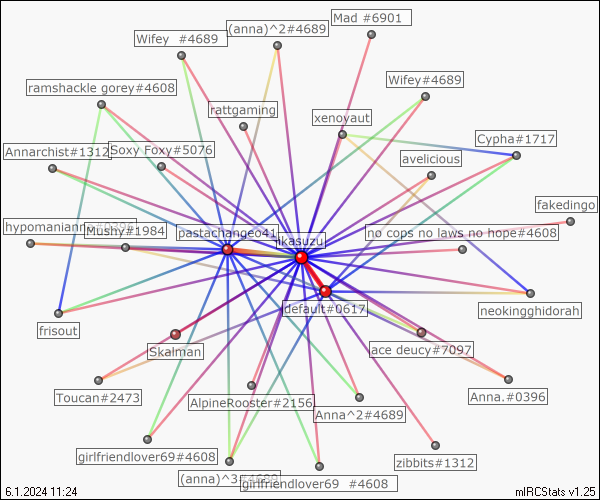 Mad #6901
(anna)^2#4689
Wifey  #4689
Wifey#4689
ramshackle gorey#4608
rattgaming
xenoyaut
Cypha#1717
Annarchist#1312
Soxy Foxy#5076
avelicious
fakedingo
Mushy#1984
pastachange041
ikasuzu
no cops no laws no hope#4608
default#0617
neokingghidorah
frisout
Skalman
ace deucy#7097
Toucan#2473
AlpineRooster#2156
Anna^2#4689
Anna.#0396
girlfriendlover69#4608
zibbits#1312
(anna)^3#4689
girlfriendlover69  #4608
6.1.2024 11:24
mIRCStats v1.25